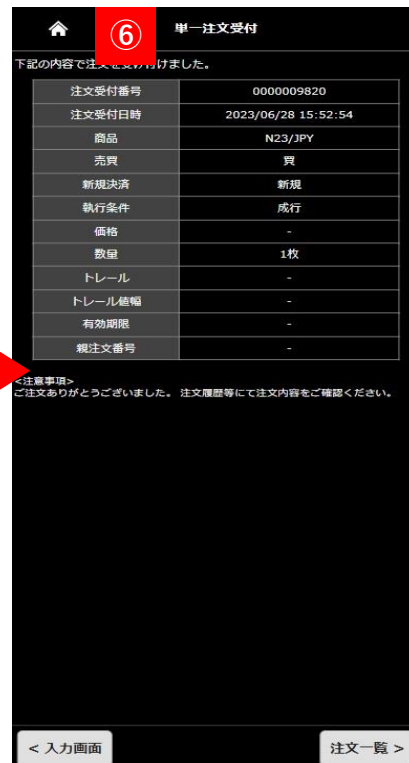 ⑥
単一注文受付
下記の内容で注文を受け付けました。
注文受付番号 0000009820
注文受付日時 2023/06/28 15:52:54
商品 N23/JPY
売買 買
新規決済 新規
執行条件 成行
価格 -
数量 1枚
トレール -
トレール値幅 -
有効期限 -
親注文番号 -
<注意事項>
ご注文ありがとうございました。 注文履歴等にて注文内容をご確認ください。
< 入力画面 注文一覧 >